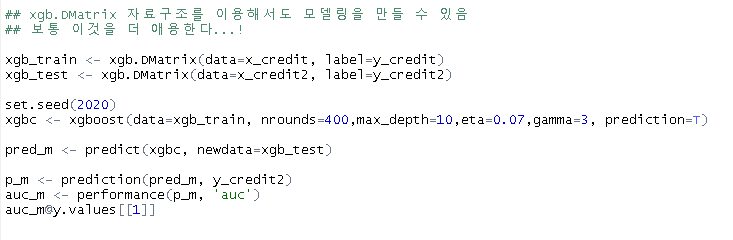 ## xgb.DMatrix 자료구조를 이용해서도 모델링을 만들 수 있음
## 보통 이것을 더 애용한다...!
xgb_train <- xgb.DMatrix(data=x_credit, label=y_credit)
xgb_test <- xgb.DMatrix(data=x_credit2, label=y_credit2)
set.seed(2020)
xgbc <- xgboost(data=xgb_train, nrounds=400,max_depth=10,eta=0.07,gamma=3, prediction=T)
pred_m <- predict(xgbc, newdata=xgb_test)
p_m <- prediction(pred_m, y_credit2)
auc_m <- performance(p_m, 'auc')
auc_m@y.values[[1]]